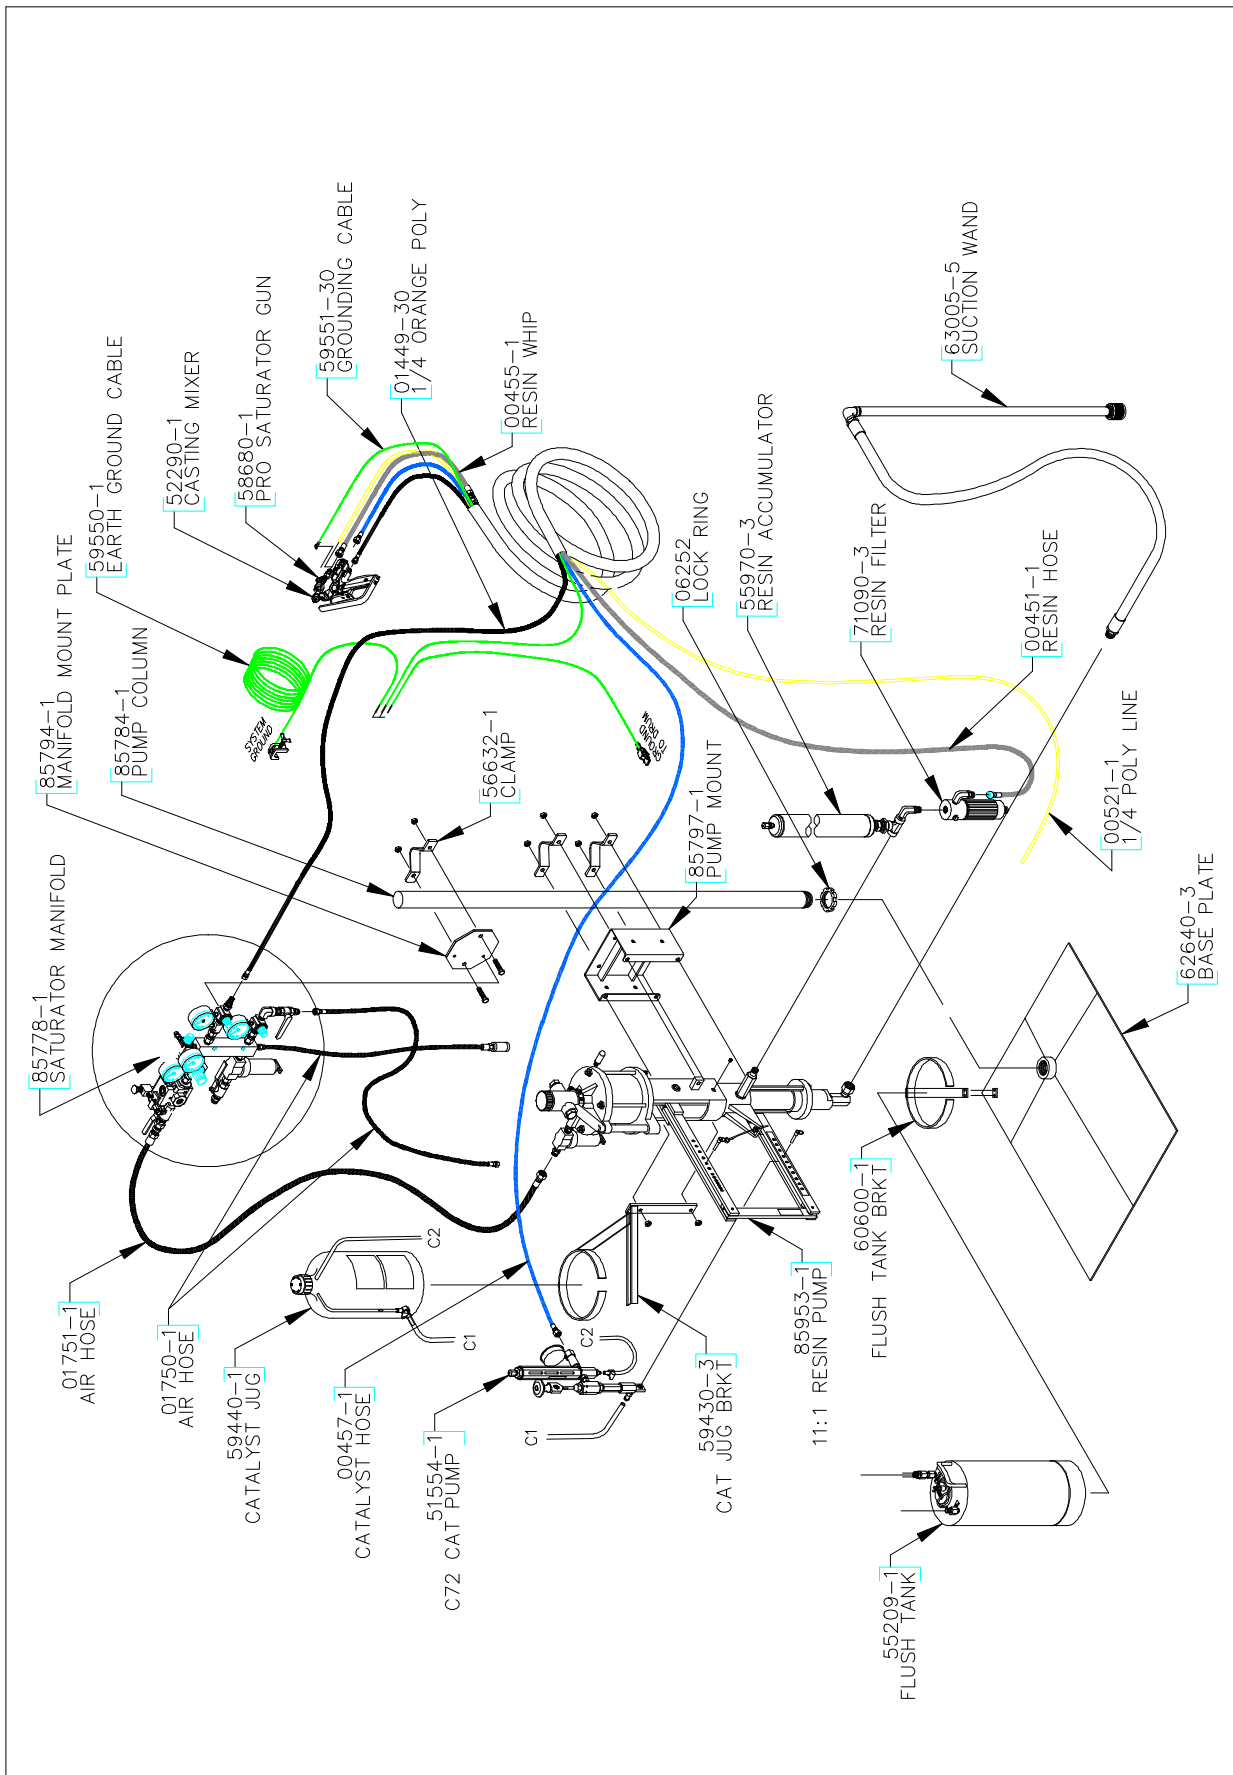 85778-1
SATURATOR MANIFOLD
85794-1
MANIFOLD MOUNT PLATE
85784-1
PUMP COLUMN
59550-1
EARTH GROUND CABLE
52290-1
CASTING MIXER
58680-1
PRO SATURATOR GUN
59551-30
GROUNDING CABLE
01449-30
1/4 ORANGE POLY
00455-1
RESIN WHIP
SYSTEM
GROUND
GROUND
TO DRUM
56632-1
CLAMP
85797-1
PUMP MOUNT
06252
LOCK RING
55970-3
RESIN ACCUMULATOR
71090-3
RESIN FILTER
63005-5
SUCTION WAND
00451-1
RESIN HOSE
00521-1
1/4 POLY LINE
62640-3
BASE PLATE
01751-1
AIR HOSE
01750-1
AIR HOSE
59440-1
CATALYST JUG
C2
C1
00457-1
CATALYST HOSE
51554-1
C72 CAT PUMP
C2
C1
59430-3
CAT JUG BRKT
85953-1
11:1 RESIN PUMP
60600-1
FLUSH TANK BRKT
55209-1
FLUSH TANK